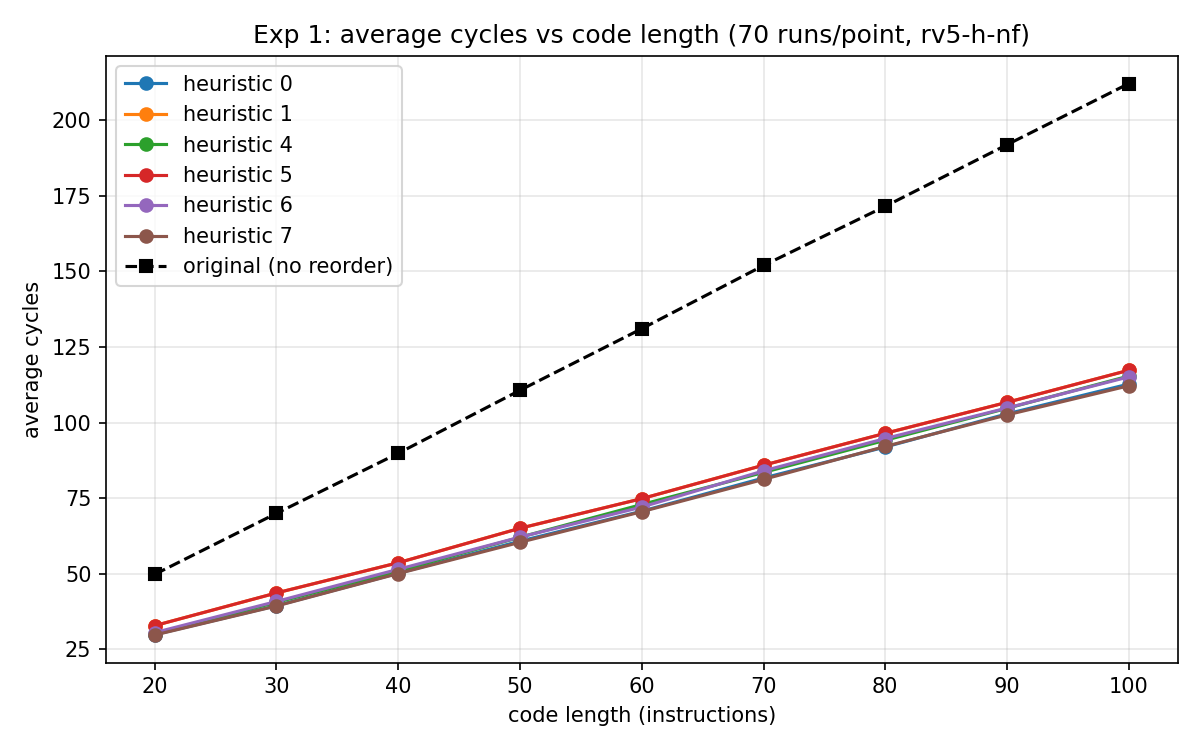 Exp 1: average cycles vs code length (70 runs/point, rv5-h-nf)
heuristic 0
heuristic 1
heuristic 4
heuristic 5
heuristic 6
heuristic 7
original (no reorder)
average cycles
200
175
150
125
100
75
50
25
20 30 40 50 60 70 80 90 100
code length (instructions)